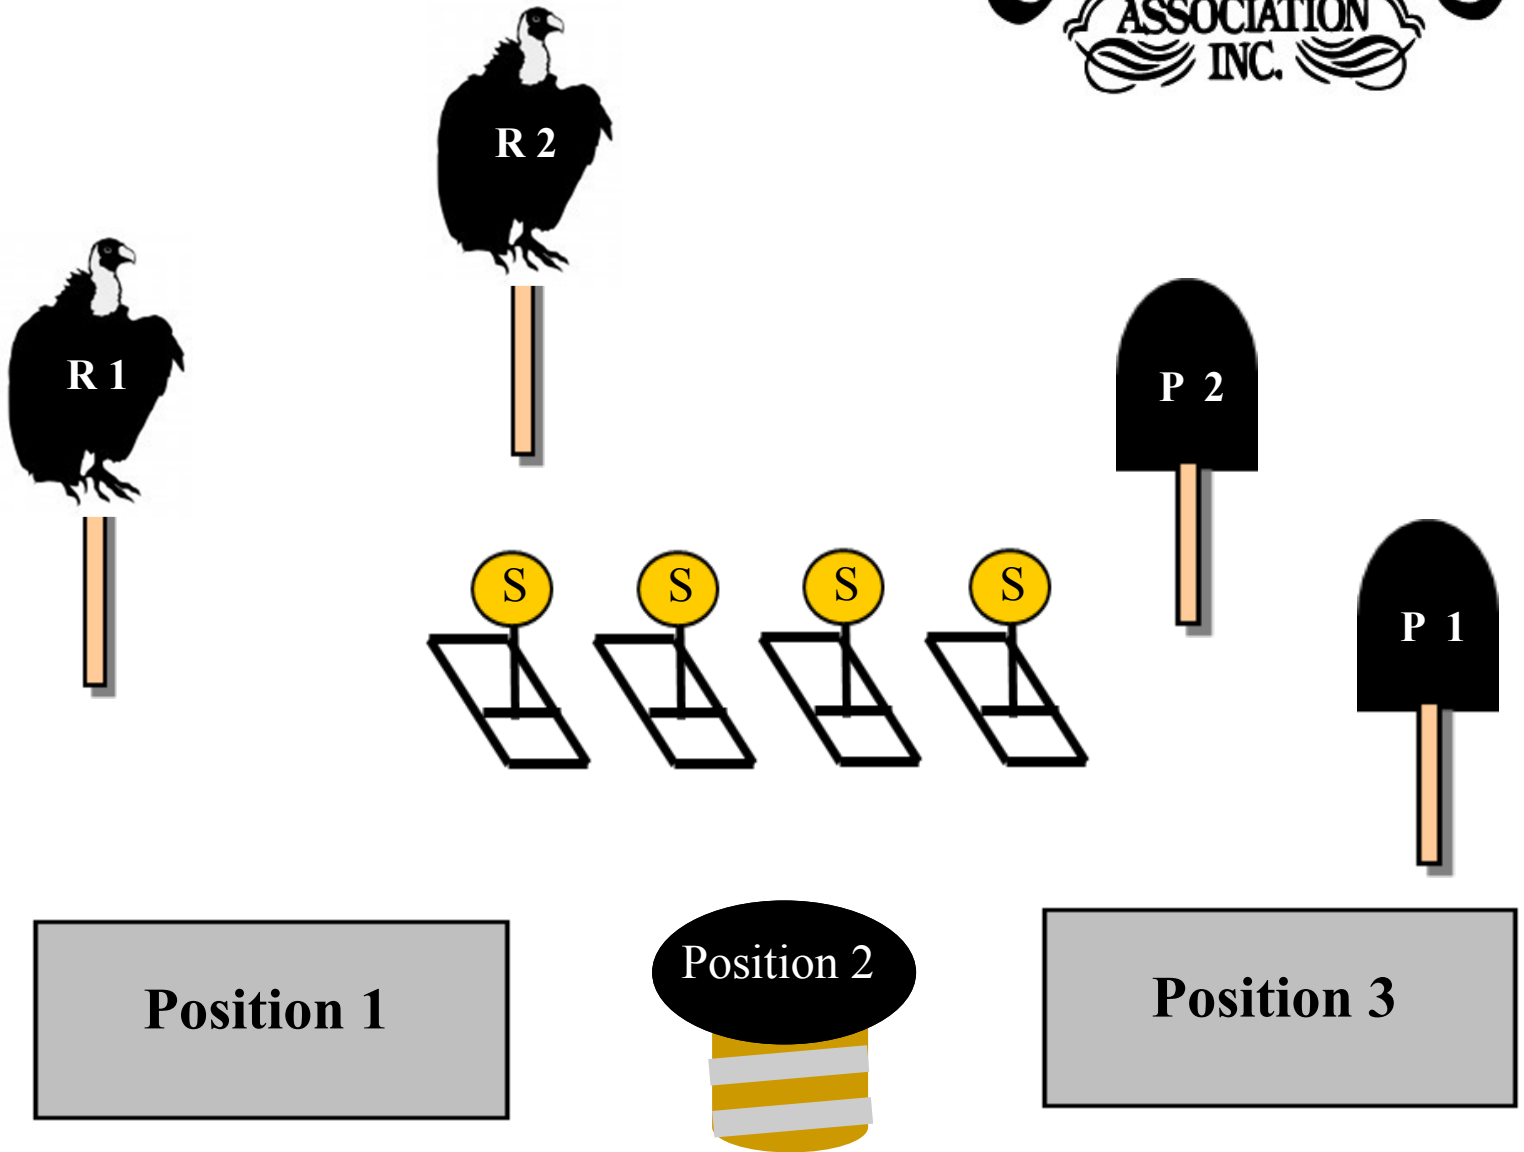 ASSOCIATION
INC.
R 2
R 1
P 2
P 1
S S S S
Position 1
Position 2
Position 3